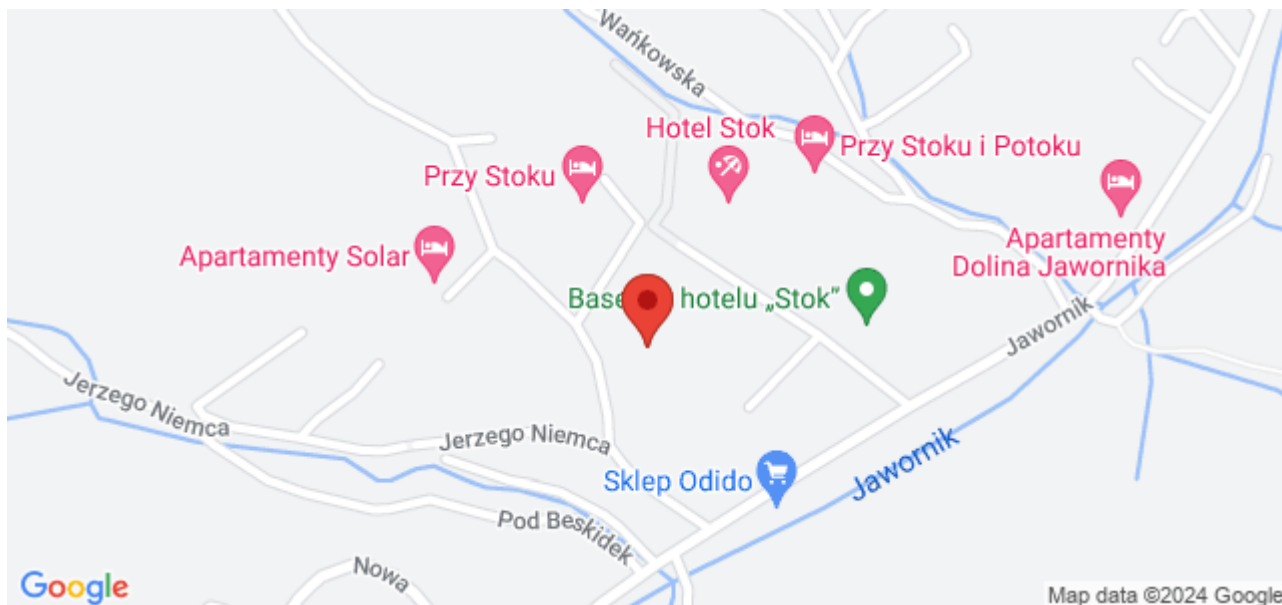 Wańkowska
Hotel Stok
Przy Stoku i Potoku
Przy Stoku
Apartamenty Solar
Apartamenty
Dolina Jawornika
hotelu „Stok”
Jawornik
Jerzego Niemca
Jerzego Niemca
Jawornik
Sklep Odido
Pod Beskidek
Nowa
Google
Map data ©2024 Google